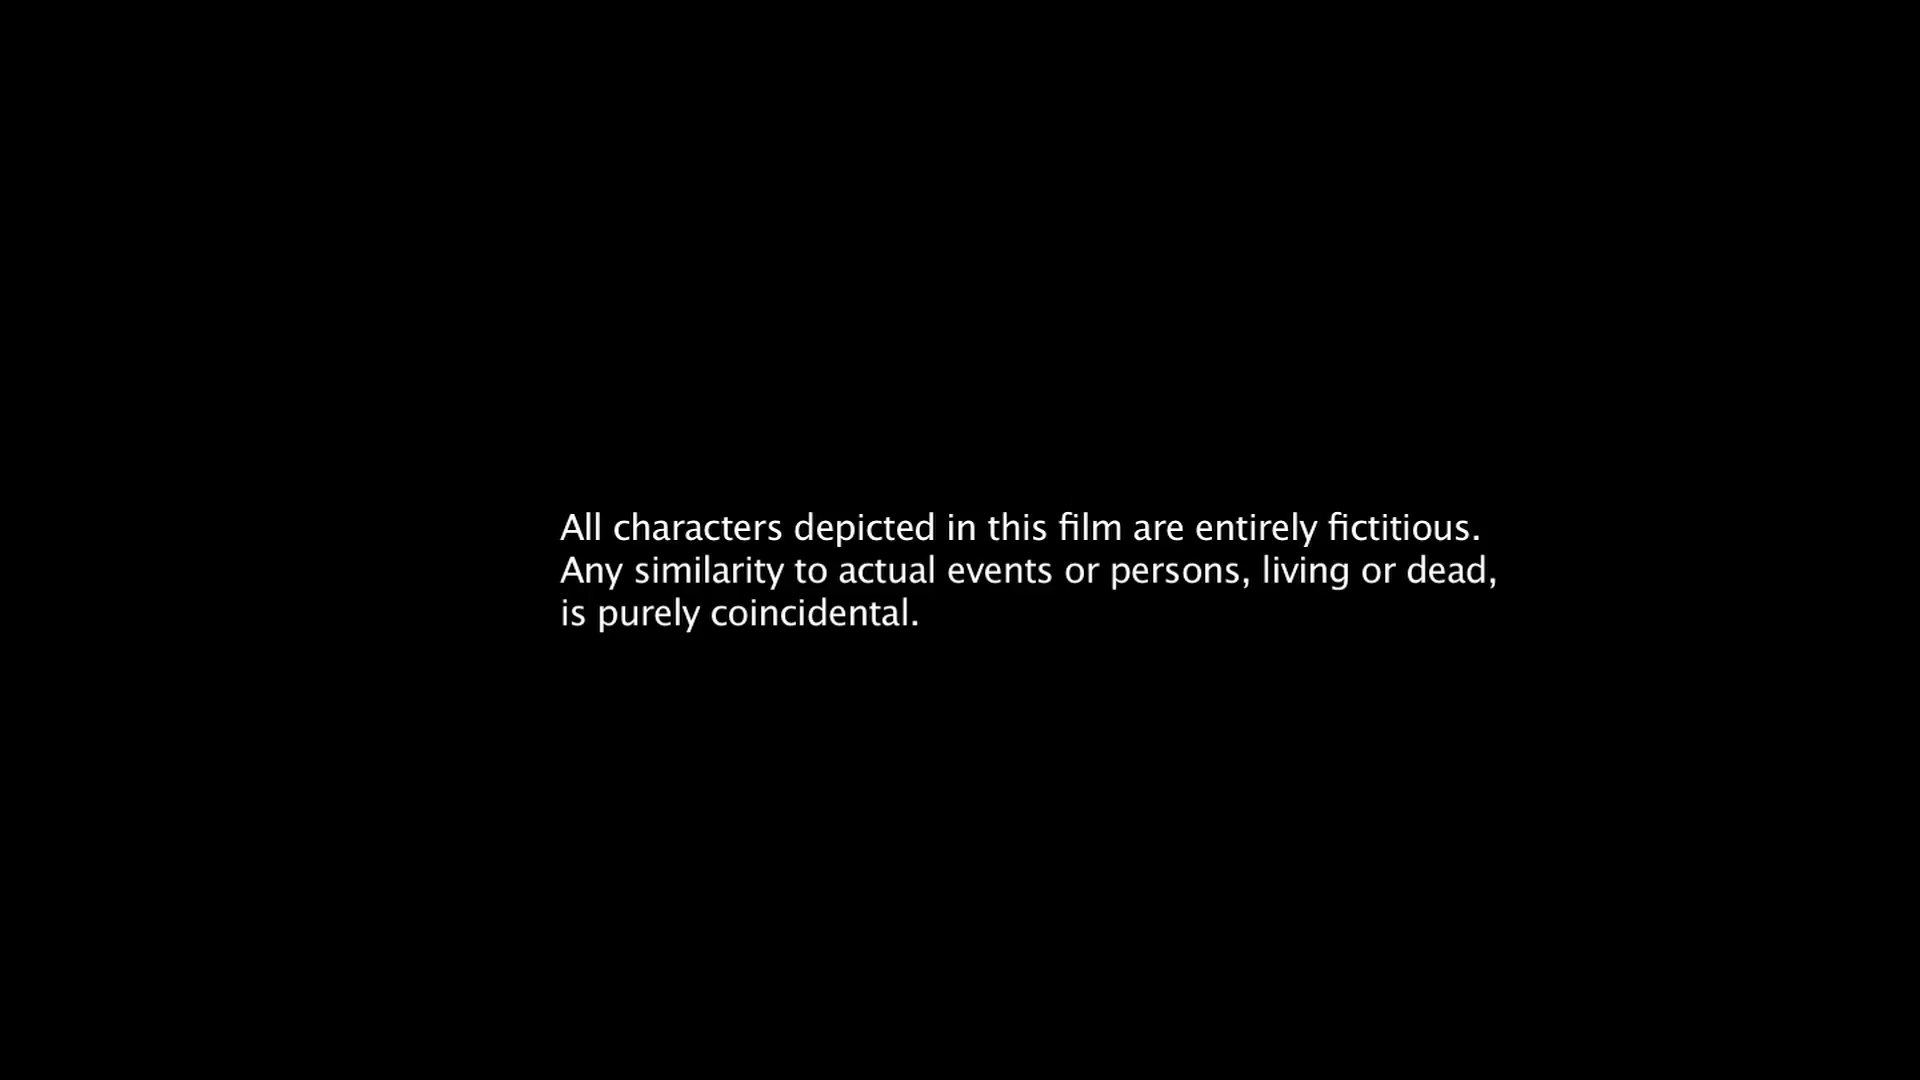 All characters depicted in this film are entirely fictitious.
Any similarity to actual events or persons, living or dead,
is purely coincidental.